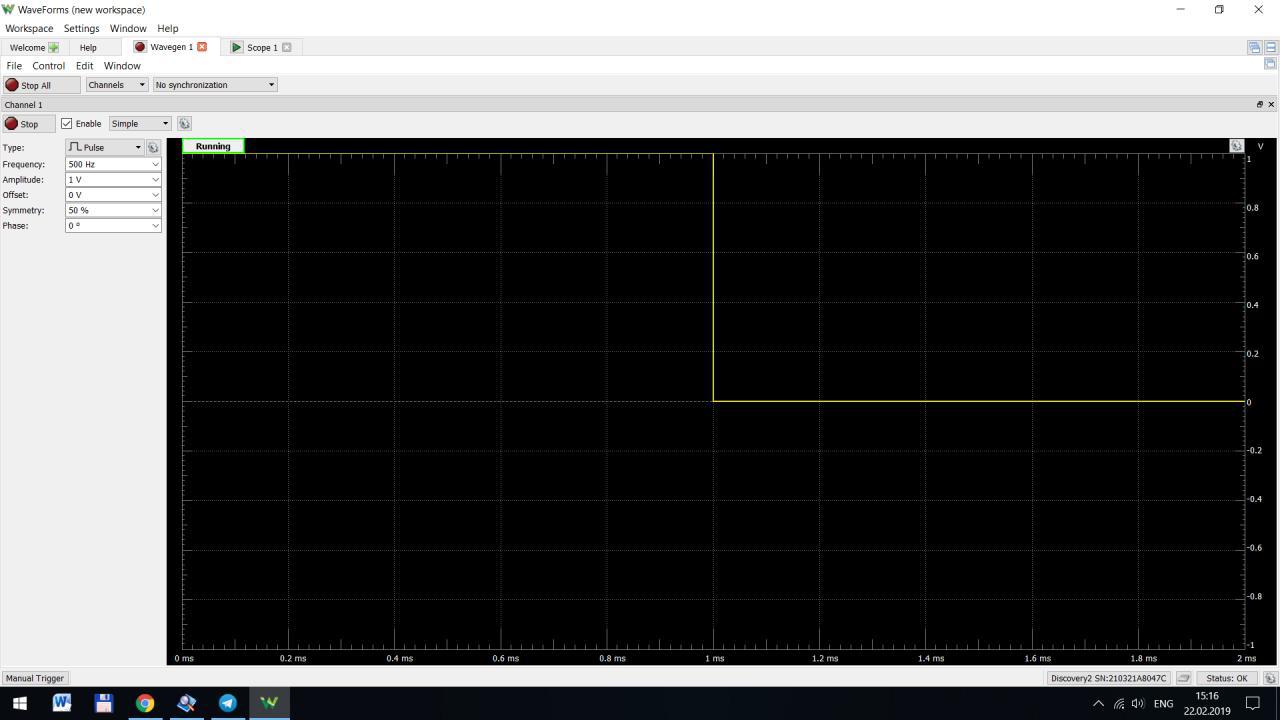 WaveForms (new workspace)
Workspace Settings Window Help
Welcome Help Wavegen 1 Scope 1
File Control Edit Window
Stop All Channels No synchronization
Channel 1
Stop Enable Simple
Type: Pulse
Running
V
Frequency: 500 Hz
Amplitude: 1 V
Offset: 0 V
Symmetry: 50 %
Phase: 0 º
1
0.8
0.6
0.4
0.2
0
-0.2
-0.4
-0.6
-0.8
-1
0 ms 0.2 ms 0.4 ms 0.6 ms 0.8 ms 1 ms 1.2 ms 1.4 ms 1.6 ms 1.8 ms 2 ms
Manual Trigger Discovery2 SN:210321A8047C Status: OK
ENG 15:16
22.02.2019